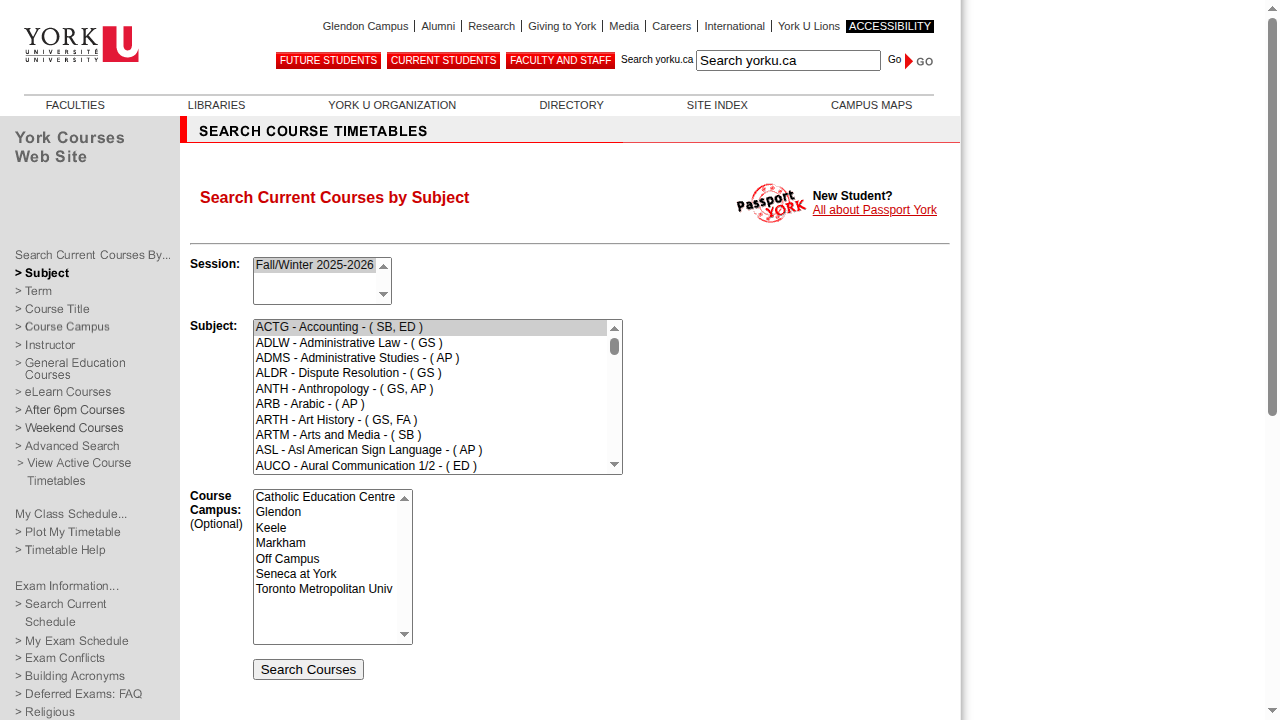 Glendon Campus | Alumni | Research | Giving to York | Media | Careers | International | York U Lions ACCESSIBILITY
YORK U
UNIVERSITÉ
UNIVERSITY
FUTURE STUDENTS CURRENT STUDENTS FACULTY AND STAFF Search yorku.ca Search yorku.ca Go GO
FACULTIES LIBRARIES YORK U ORGANIZATION DIRECTORY SITE INDEX CAMPUS MAPS
York Courses
Web Site
SEARCH COURSE TIMETABLES
Search Current Courses By...
> Subject
> Term
> Course Title
> Course Campus
> Instructor
> General Education
Courses
> eLearn Courses
> After 6pm Courses
> Weekend Courses
> Advanced Search
> View Active Course
Timetables
My Class Schedule...
> Plot My Timetable
> Timetable Help
Exam Information...
> Search Current
Schedule
> My Exam Schedule
> Exam Conflicts
> Building Acronyms
> Deferred Exams: FAQ
> Religious
Search Current Courses by Subject
Passport
YORK
New Student?
All about Passport York
Session:
Fall/Winter 2025-2026
Subject:
ACTG - Accounting - ( SB, ED )
ADLW - Administrative Law - ( GS )
ADMS - Administrative Studies - ( AP )
ALDR - Dispute Resolution - ( GS )
ANTH - Anthropology - ( GS, AP )
ARB - Arabic - ( AP )
ARTH - Art History - ( GS, FA )
ARTM - Arts and Media - ( SB )
ASL - Asl American Sign Language - ( AP )
AUCO - Aural Communication 1/2 - ( ED )
Course
Campus:
(Optional)
Catholic Education Centre
Glendon
Keele
Markham
Off Campus
Seneca at York
Toronto Metropolitan Univ
Search Courses